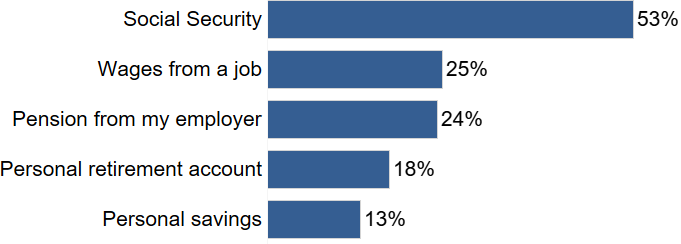 Social Security 53%
Wages from a job 25%
Pension from my employer 24%
Personal retirement account 18%
Personal savings 13%